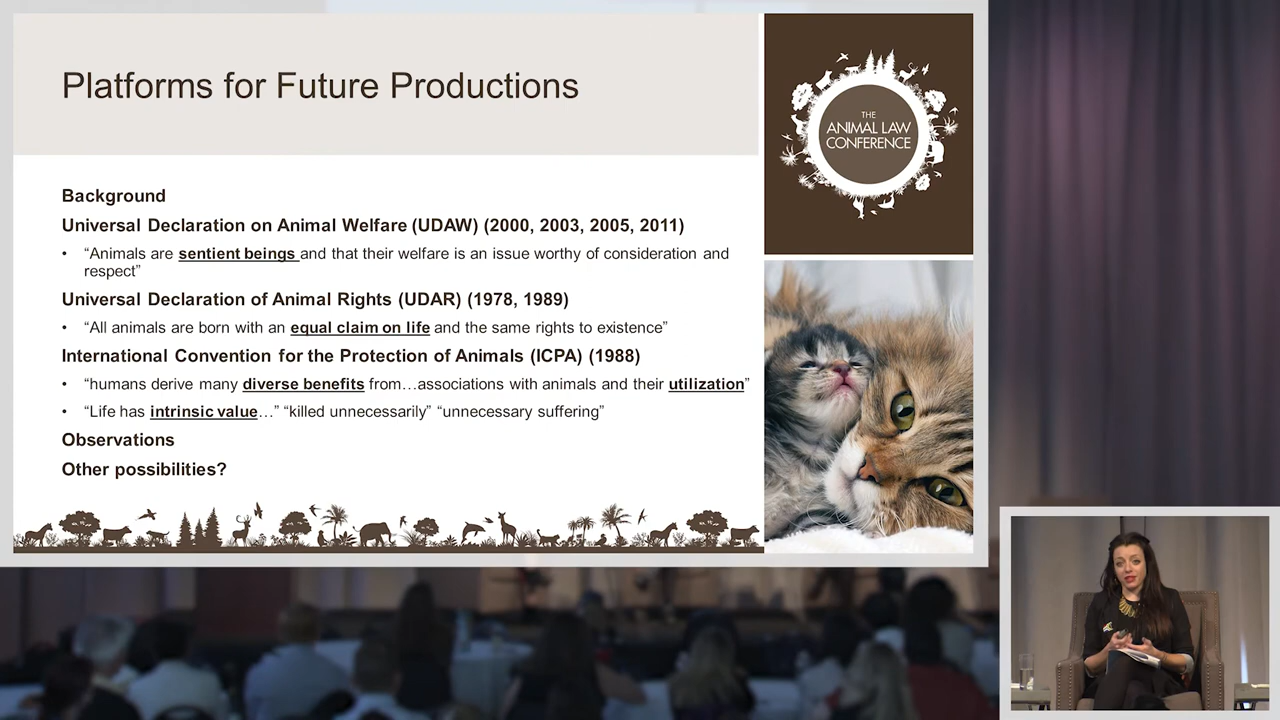 Platforms for Future Productions
THE
ANIMAL LAW
CONFERENCE
Background
Universal Declaration on Animal Welfare (UDAW) (2000, 2003, 2005, 2011)
• “Animals are sentient beings and that their welfare is an issue worthy of consideration and
respect”
Universal Declaration of Animal Rights (UDAR) (1978, 1989)
• “All animals are born with an equal claim on life and the same rights to existence”
International Convention for the Protection of Animals (ICPA) (1988)
• “humans derive many diverse benefits from…associations with animals and their utilization”
• “Life has intrinsic value…” “killed unnecessarily” “unnecessary suffering”
Observations
Other possibilities?